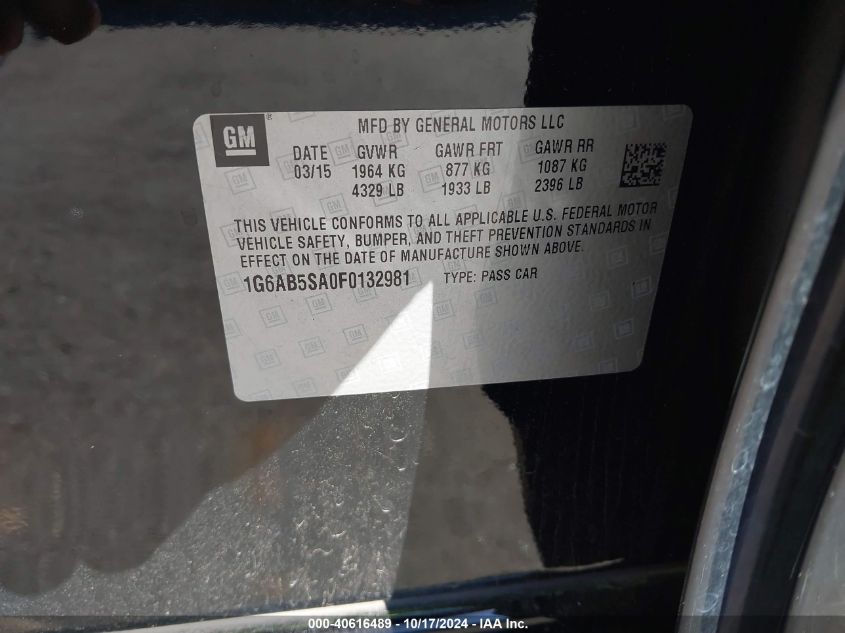 GM
®
MFD BY GENERAL MOTORS LLC
DATE GVWR GAWR FRT GAWR RR
03/15 1964 KG 877 KG 1087 KG
4329 LB 1933 LB 2396 LB
THIS VEHICLE CONFORMS TO ALL APPLICABLE U.S. FEDERAL MOTOR
VEHICLE SAFETY, BUMPER, AND THEFT PREVENTION STANDARDS IN
EFFECT ON THE DATE OF MANUFACTURE SHOWN ABOVE.
1G6AB5SA0F0132981 TYPE: PASS CAR
000-40616489 - 10/17/2024 - IAA Inc.